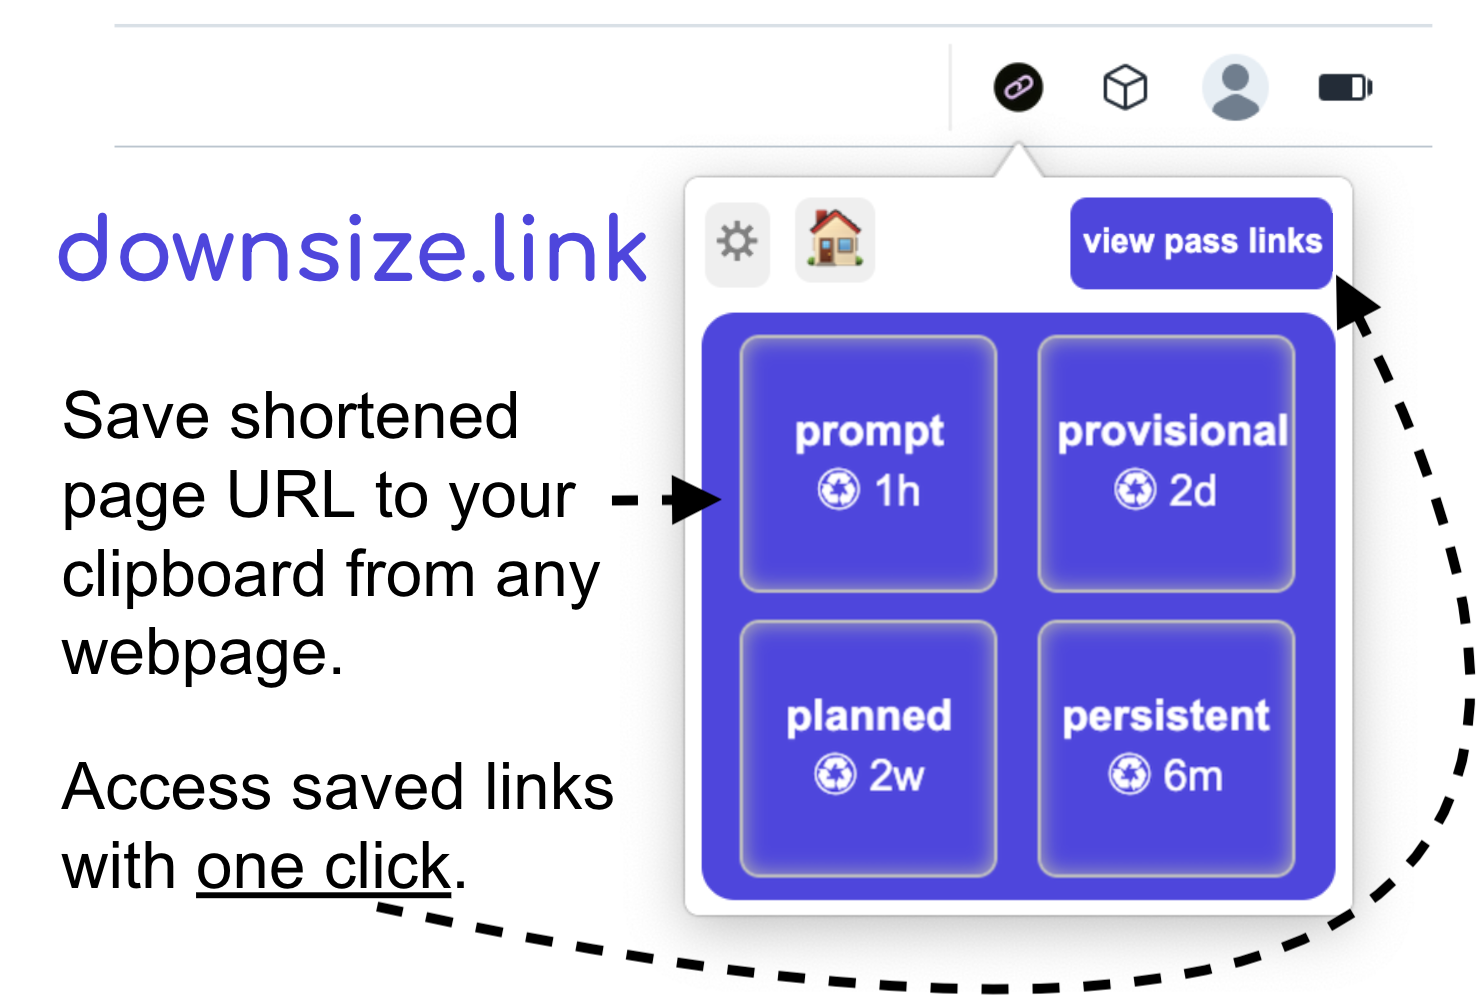 downsize.link
view pass links
Save shortened
page URL to your
clipboard from any
webpage.
Access saved links
with one click.
prompt
1h
provisional
2d
planned
2w
persistent
6m